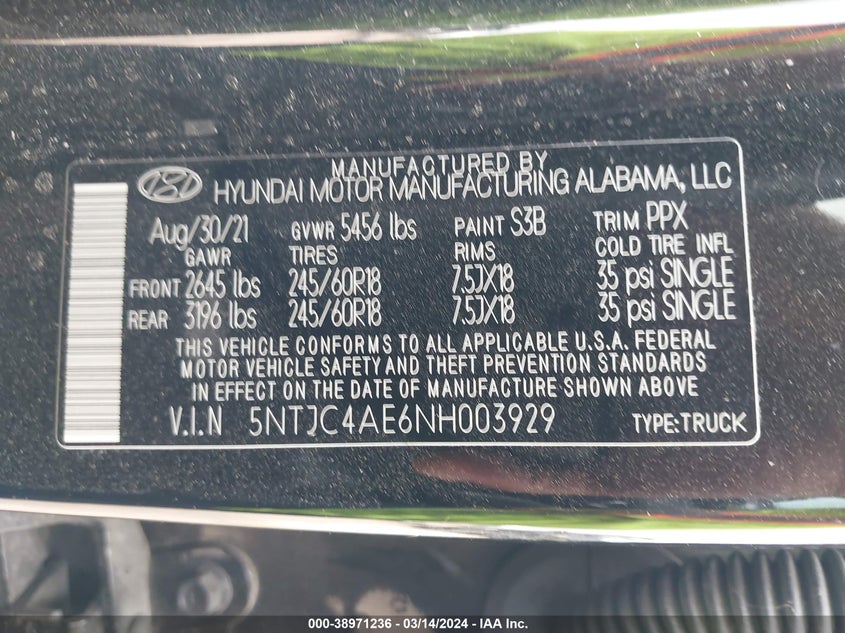 MANUFACTURED BY
HYUNDAI MOTOR MANUFACTURING ALABAMA, LLC
Aug/30/21 GVWR 5456 lbs PAINT S3B TRIM PPX
GAWR TIRES RIMS COLD TIRE INFL
FRONT 2645 lbs 245/60R18 7.5JX18 35 psi SINGLE
REAR 3196 lbs 245/60R18 7.5JX18 35 psi SINGLE
THIS VEHICLE CONFORMS TO ALL APPLICABLE U.S.A. FEDERAL
MOTOR VEHICLE SAFETY AND THEFT PREVENTION STANDARDS
IN EFFECT ON THE DATE OF MANUFACTURE SHOWN ABOVE
V.I.N 5NTJC4AE6NH003929 TYPE:TRUCK
000-38971236 - 03/14/2024 - IAA Inc.